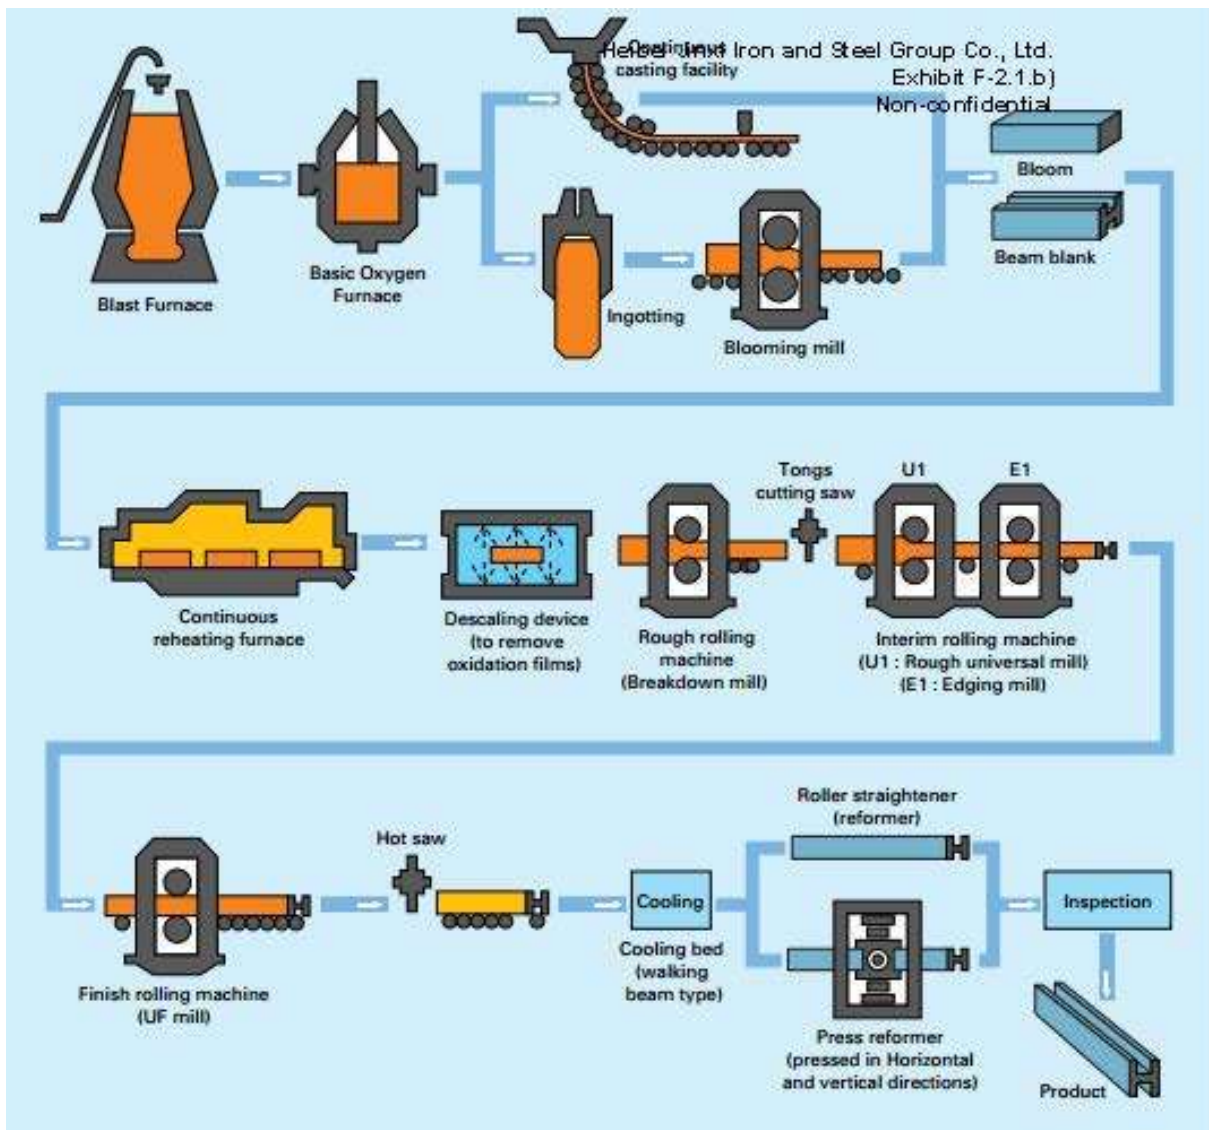 Hebei Jinxi Iron and Steel Group Co., Ltd.
Exhibit F-2.1.b)
Non-confidential
Continuous
casting facility
Bloom
Beam blank
Blast Furnace
Basic Oxygen
Furnace
Ingotting
Blooming mill
Tongs
cutting saw
U1
E1
Continuous
reheating furnace
Descaling device
(to remove
oxidation films)
Rough rolling
machine
(Breakdown mill)
Interim rolling machine
(U1 : Rough universal mill)
(E1 : Edging mill)
Roller straightener
(reformer)
Hot saw
Cooling
Inspection
Finish rolling machine
(UF mill)
Cooling bed
(walking
beam type)
Press reformer
(pressed in Horizontal
and vertical directions)
Product